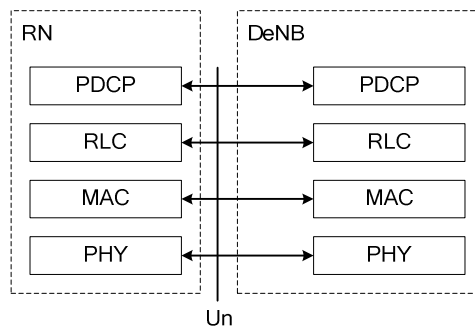 RN DeNB
PDCP PDCP
RLC RLC
MAC MAC
PHY PHY
Un